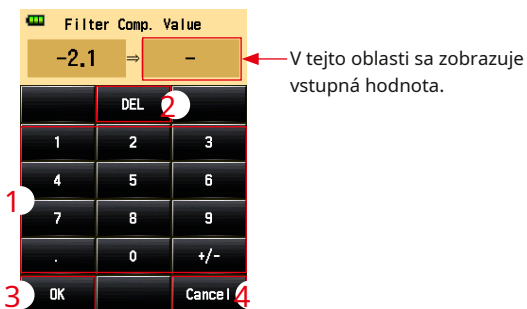 Filter Comp. Value
-2.1 ⇒ -
V tejto oblasti sa zobrazuje
vstupná hodnota.
DEL 2
1 2 3
4 5 6
1
7 8 9
. 0 +/-
3 OK Cancel 4